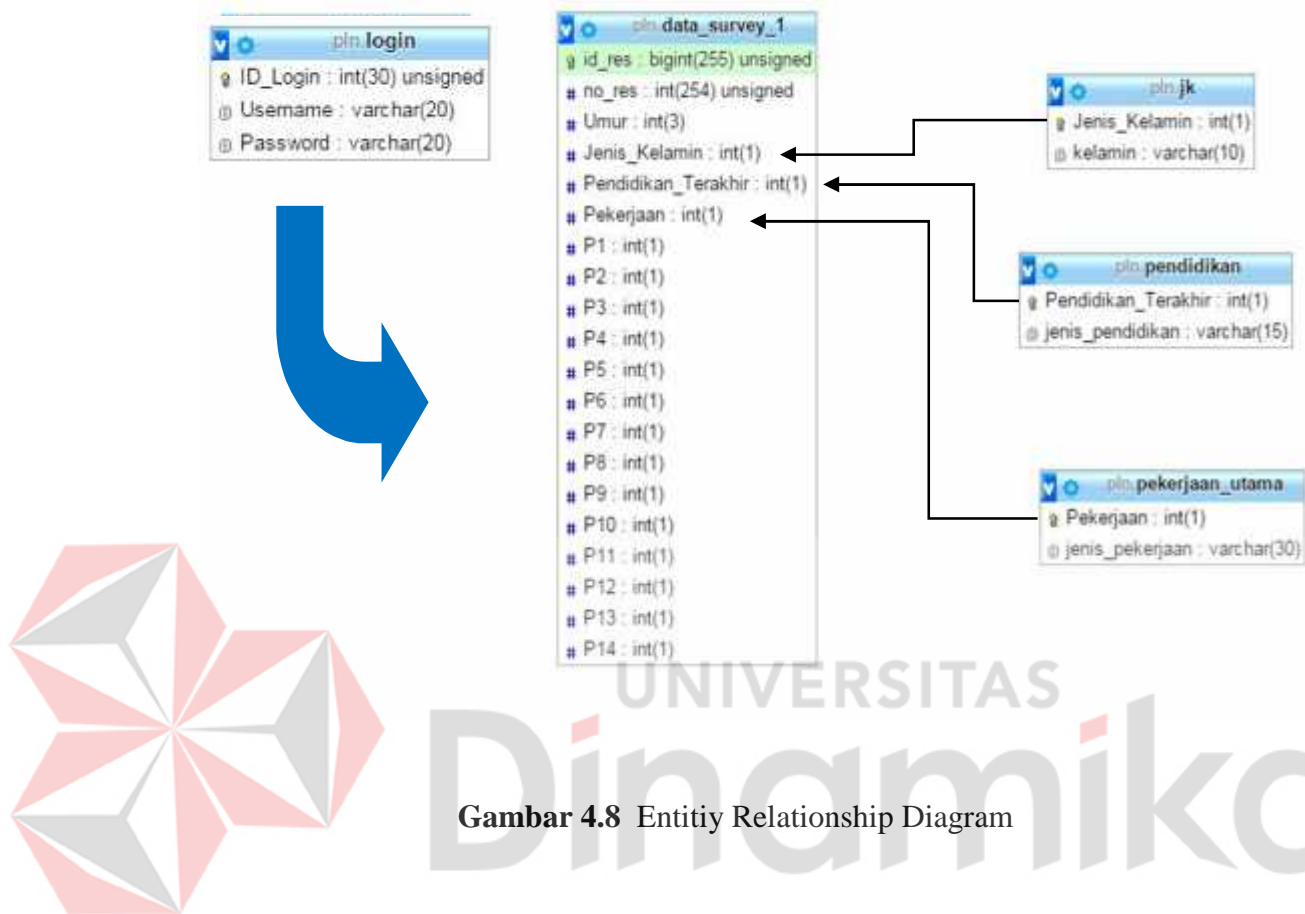 pln.login
ID_Login : int(30) unsigned
Username : varchar(20)
Password : varchar(20)
pln.data_survey_1
id_res : bigint(255) unsigned
no_res : int(254) unsigned
Umur : int(3)
Jenis_Kelamin : int(1)
Pendidikan_Terakhir : int(1)
Pekerjaan : int(1)
P1 : int(1)
P2 : int(1)
P3 : int(1)
P4 : int(1)
P5 : int(1)
P6 : int(1)
P7 : int(1)
P8 : int(1)
P9 : int(1)
P10 : int(1)
P11 : int(1)
P12 : int(1)
P13 : int(1)
P14 : int(1)
pln.jk
Jenis_Kelamin : int(1)
kelamin : varchar(10)
pln.pendidikan
Pendidikan_Terakhir : int(1)
jenis_pendidikan : varchar(15)
pln.pekerjaan_utama
Pekerjaan : int(1)
jenis_pekerjaan : varchar(30)
UNIVERSITAS
Dinamika
Gambar 4.8 Entitiy Relationship Diagram